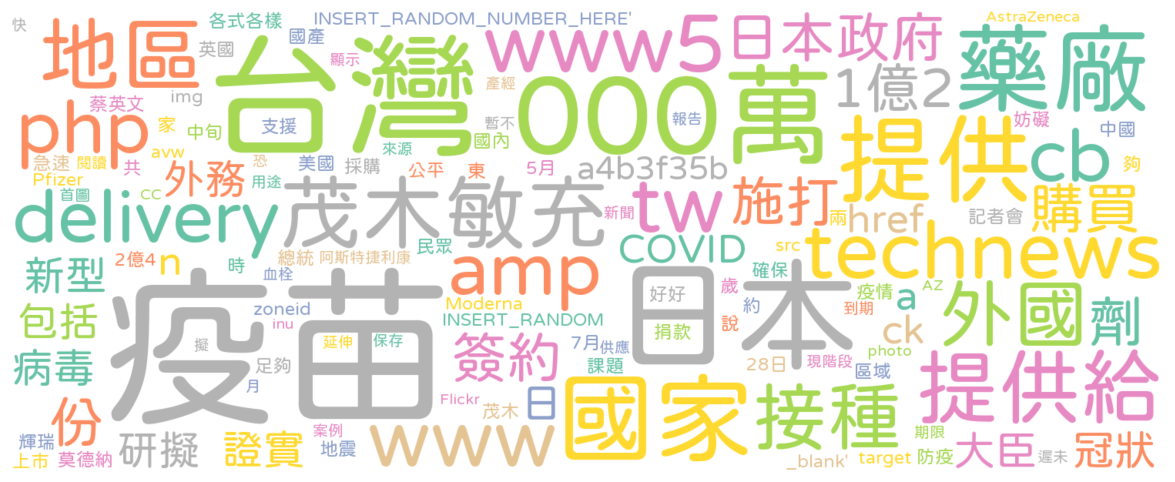 快
各式各樣
INSERT_RANDOM_NUMBER_HERE'
AstraZeneca
地區
英國
國產
顯示
台灣
www
5
日本政府
藥廠
產經
000
萬
1億2
img
蔡英文
php
家
中旬
支援
來源
國內
暫不
報告
提供
妨礙
中國
cb
急速
閱讀
共
avw
外務
恐
美國
採購
公平
東
5月
a4b3f35b
夠
Pfizer
首圖
cc
用途
茂木敏充
新聞
tw
施打
兩
href
記者會
購買
delivery
民眾
COVID
src
technews
2億4
n
時
總統
阿斯特捷利康
新型
血栓
amp
好好
日本
確保
疫情
AZ
a
外國
劑
包括
疫苗
zoneid
Moderna
INSERT_RANDOM
歲
約
說
到期
ck
inu
延伸
保存
捐款
擬
簽約
7月
供應
photo
病毒
足夠
課題
28日
現階段
區域
提供給
月
Flickr
茂木
日
國家
接種
份
案例
地震
www
期限
輝瑞
上市
莫德納
研擬
證實
_blank'
target
防疫
大臣
遲未
冠狀